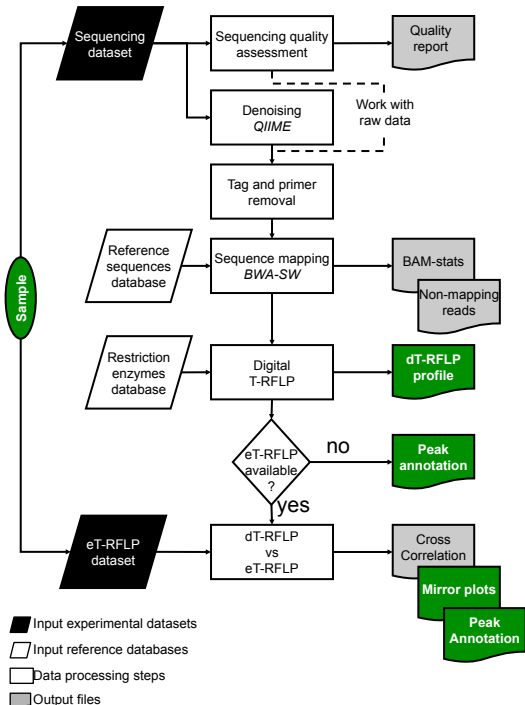 Sequencing
dataset
Sequencing quality
assessment
Quality
report
Work with
raw data
Denoising
QIIME
Tag and primer
removal
Reference
sequences
database
Sequence mapping
BWA-SW
BAM-stats
Non-mapping
reads
Sample
Restriction
enzymes
database
Digital
T-RFLP
dT-RFLP
profile
eT-RFLP
available
?
no
Peak
annotation
yes
eT-RFLP
dataset
dT-RFLP
vs
eT-RFLP
Cross
Correlation
Mirror plots
Peak
Annotation
Input experimental datasets
Input reference databases
Data processing steps
Output files